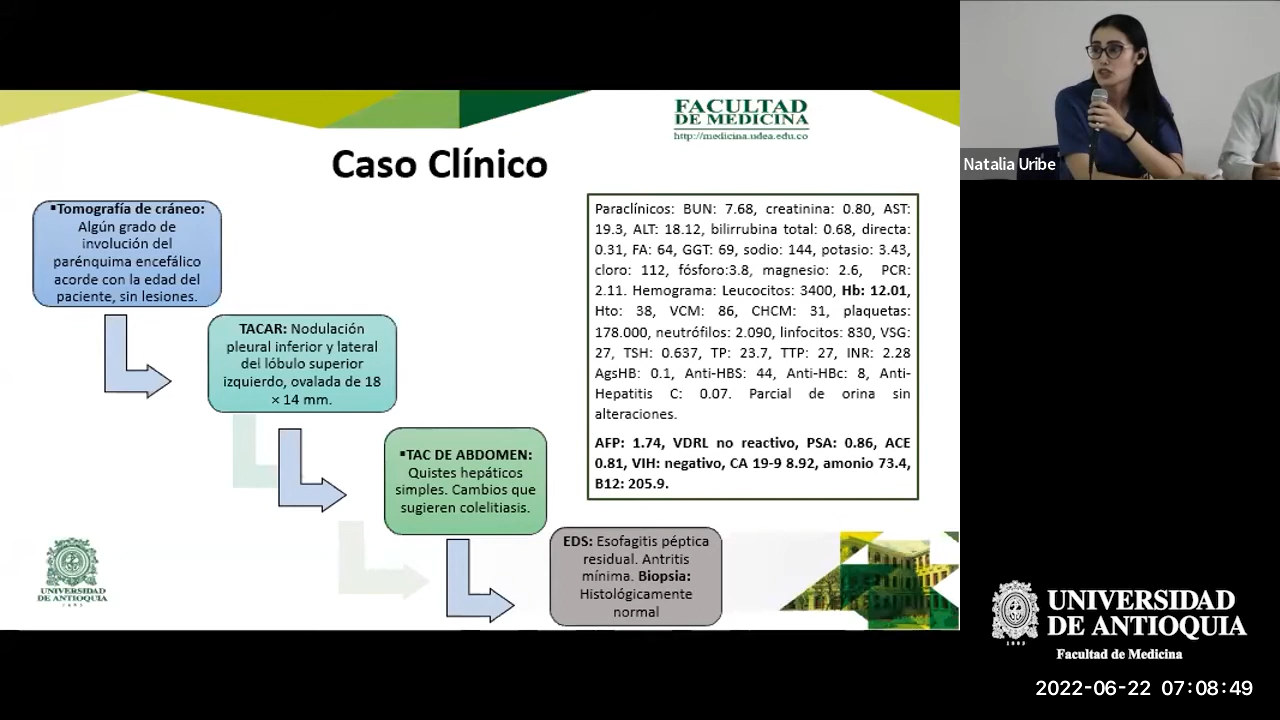 FACULTAD
DE MEDICINA
http://medicina.udea.edu.co
Natalia Uribe
Caso Clínico
▪Tomografía de cráneo:
Algún grado de
involución del
parénquima encefálico
acorde con la edad del
paciente, sin lesiones.
TACAR: Nodulación
pleural inferior y lateral
del lóbulo superior
izquierdo, ovalada de 18
× 14 mm.
▪TAC DE ABDOMEN:
Quistes hepáticos
simples. Cambios que
sugieren colelitiasis.
EDS: Esofagitis péptica
residual. Antritis
mínima. Biopsia:
Histológicamente
normal
Paraclínicos: BUN: 7.68, creatinina: 0.80, AST:
19.3, ALT: 18.12, bilirrubina total: 0.68, directa:
0.31, FA: 64, GGT: 69, sodio: 144, potasio: 3.43,
cloro: 112, fósforo:3.8, magnesio: 2.6, PCR:
2.11. Hemograma: Leucocitos: 3400, Hb: 12.01,
Hto: 38, VCM: 86, CHCM: 31, plaquetas:
178.000, neutrófilos: 2.090, linfocitos: 830, VSG:
27, TSH: 0.637, TP: 23.7, TTP: 27, INR: 2.28
AgsHB: 0.1, Anti-HBS: 44, Anti-HBc: 8, Anti-
Hepatitis C: 0.07. Parcial de orina sin
alteraciones.
AFP: 1.74, VDRL no reactivo, PSA: 0.86, ACE
0.81, VIH: negativo, CA 19-9 8.92, amonio 73.4,
B12: 205.9.
UNIVERSIDAD
DE ANTIOQUIA
1803
UNIVERSIDAD
DE ANTIOQUIA
1803
Facultad de Medicina
2022-06-22 07:08:49